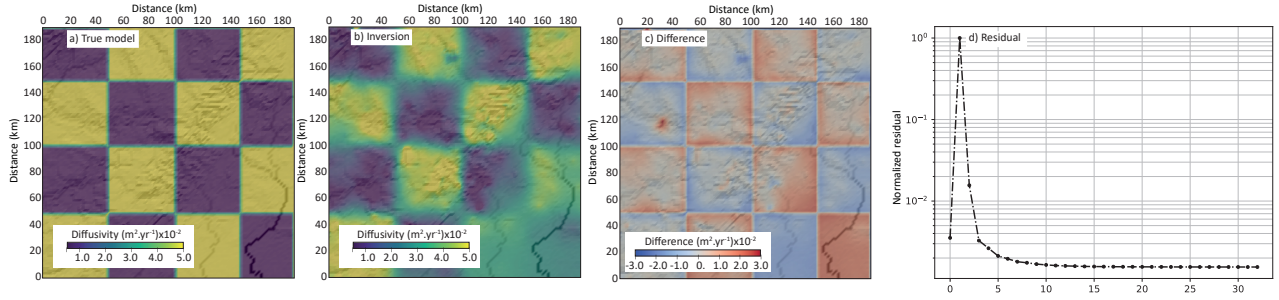 Distance (km)
0 20 40 60 80 100 120 140 160 180
a) True model
Distance (km)
180
160
140
120
100
80
60
40
20
0
Diffusivity (m².yr⁻¹)x10⁻²
1.0 2.0 3.0 4.0 5.0
Distance (km)
0 20 40 60 80 100 120 140 160 180
b) Inversion
Distance (km)
180
160
140
120
100
80
60
40
20
0
Diffusivity (m².yr⁻¹)x10⁻²
1.0 2.0 3.0 4.0 5.0
Distance (km)
0 20 40 60 80 100 120 140 160 180
c) Difference
Distance (km)
180
160
140
120
100
80
60
40
20
0
Difference (m².yr⁻¹)x10⁻²
-3.0 -2.0 -1.0 0. 1.0 2.0 3.0
d) Residual
Normalized residual
10⁰
10⁻¹
10⁻²
0 5 10 15 20 25 30